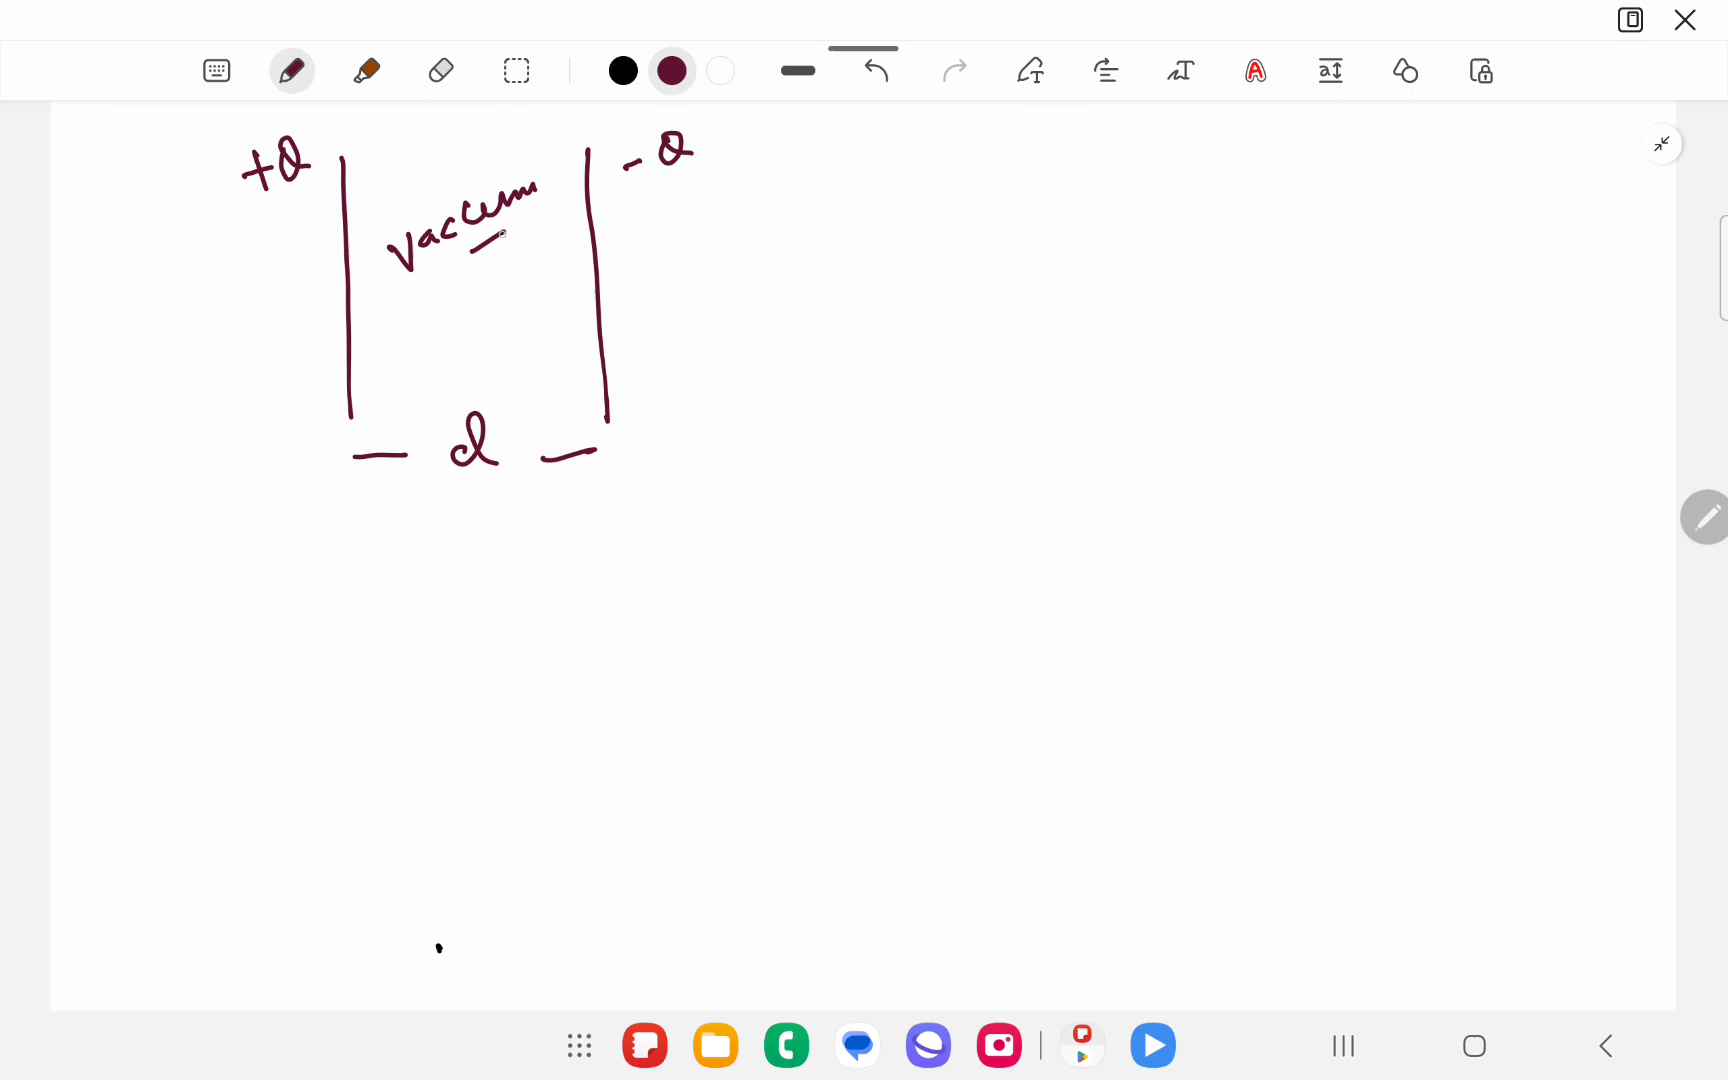 +Q
- Q
vaccum
— d —